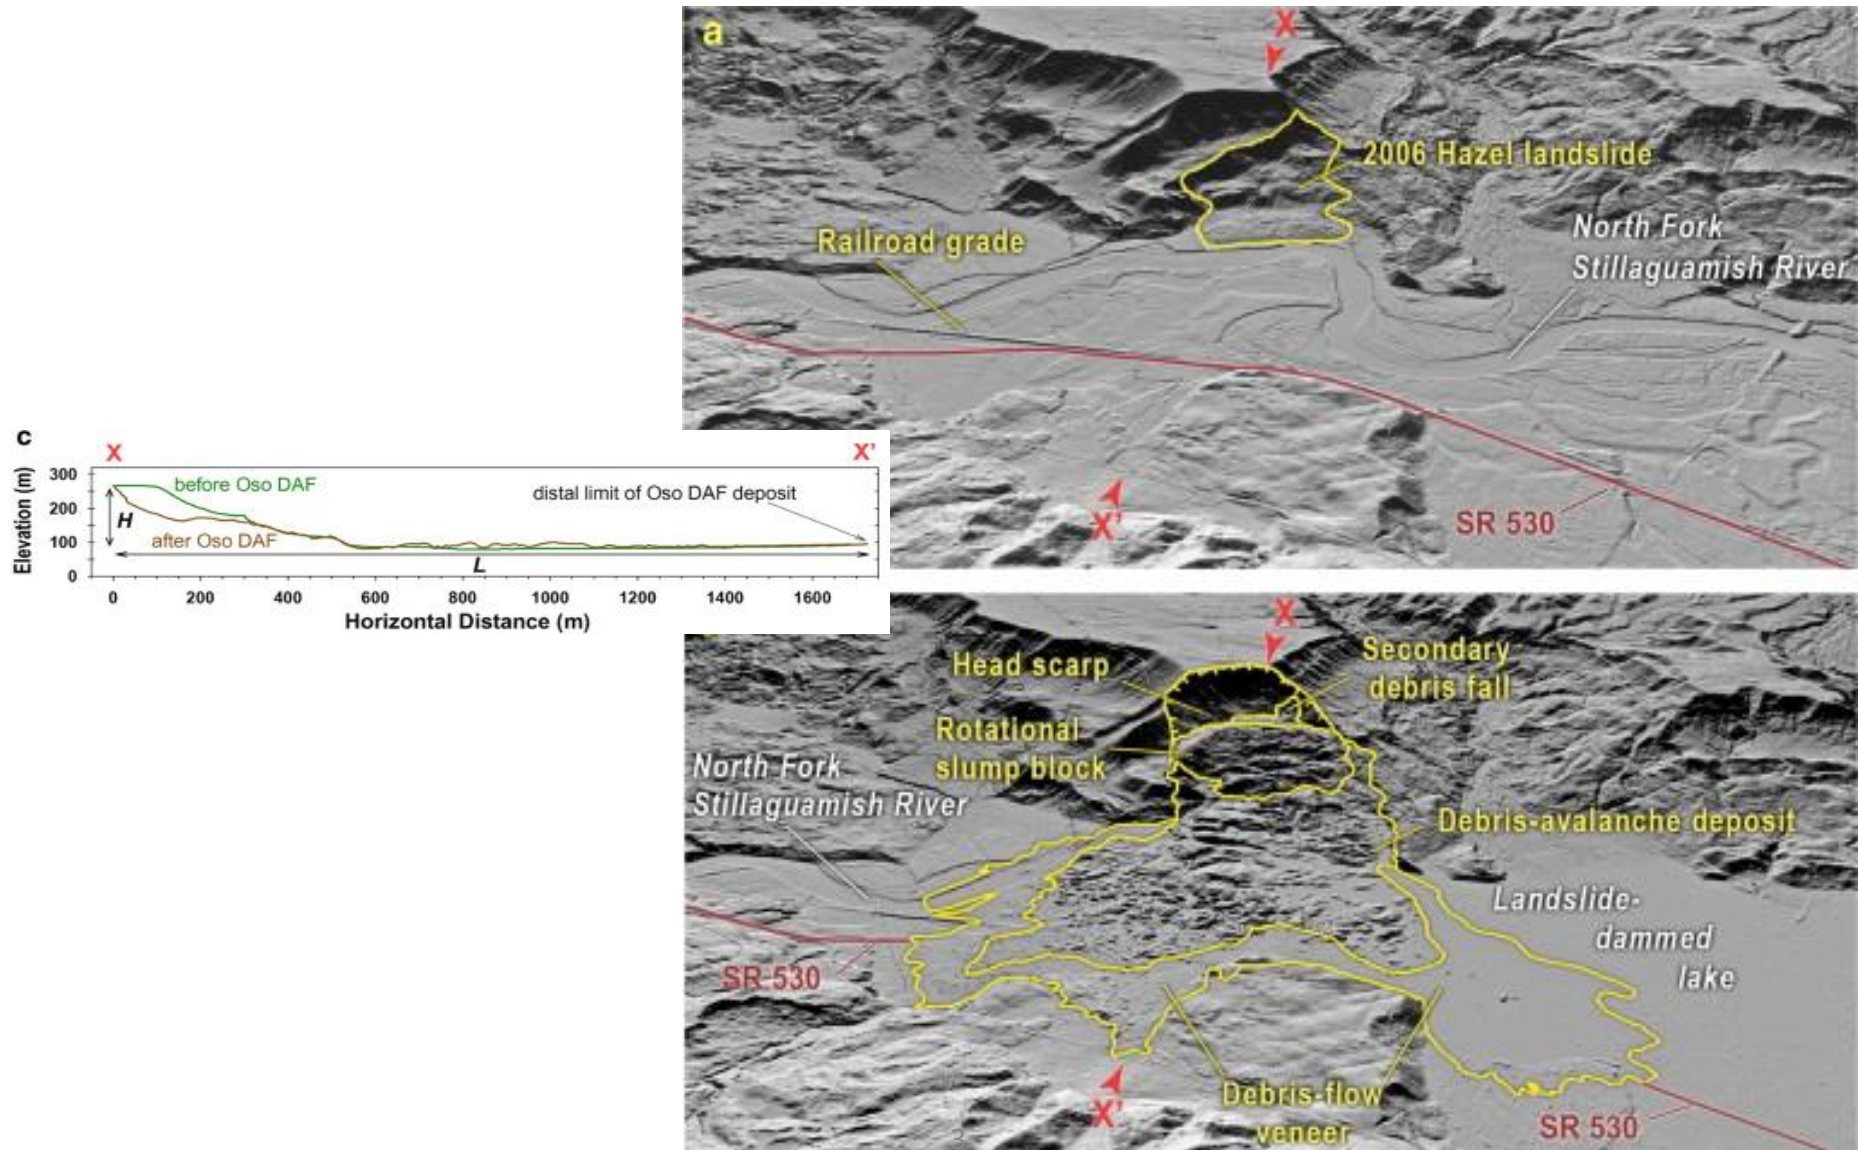 a
X
2006 Hazel landslide
Railroad grade
North Fork
Stillaguamish River
X'
SR 530
c
X
X'
Elevation (m)
300
200
100
0
before Oso DAF
distal limit of Oso DAF deposit
H
after Oso DAF
L
0
200
400
600
800
1000
1200
1400
1600
Horizontal Distance (m)
X
Head scarp
Secondary
debris fall
Rotational
slump block
North Fork
Stillaguamish River
Debris-avalanche deposit
Landslide-
dammed
lake
SR 530
X'
Debris-flow
veneer
SR 530